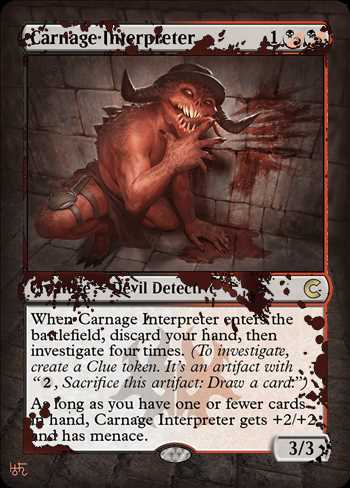 Carnage Interpreter 1
Creature — Devil Detective
C
When Carnage Interpreter enters the
battlefield, discard your hand, then
investigate four times. (To investigate,
create a Clue token. It's an artifact with
"2, Sacrifice this artifact: Draw a card.")
As long as you have one or fewer cards
in hand, Carnage Interpreter gets +2/+2
and has menace.
3/3